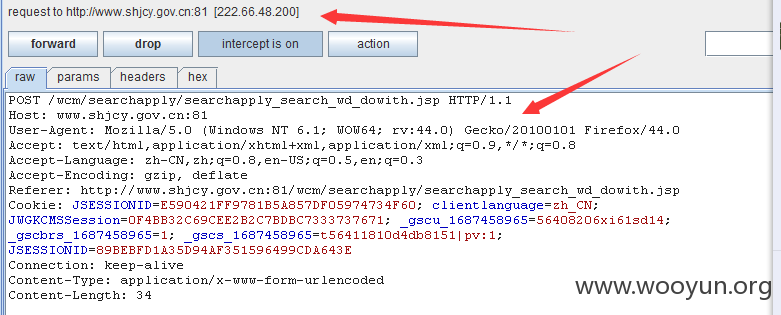 request to http://www.shjcy.gov.cn:81 [222.66.48.200]
forward drop intercept is on action
raw params headers hex
POST /wcm/searchapply/searchapply_search_wd_dowith.jsp HTTP/1.1
Host: www.shjcy.gov.cn:81
User-Agent: Mozilla/5.0 (Windows NT 6.1; WOW64; rv:44.0) Gecko/20100101 Firefox/44.0
Accept: text/html,application/xhtml+xml,application/xml;q=0.9,*/*;q=0.8
Accept-Language: zh-CN,zh;q=0.8,en-US;q=0.5,en;q=0.3
Accept-Encoding: gzip, deflate
Referer: http://www.shjcy.gov.cn:81/wcm/searchapply/searchapply_search_wd_dowith.jsp
Cookie: JSESSIONID=E590421FF9781B5A857DF05974734F60; clientlanguage=zh_CN;
JWGKCMSSession=0F4BB32C69CEE2B2C7BDBC7333737671; _gscu_1687458965=56408206xi61sd14;
_gscbrs_1687458965=1; _gscs_1687458965=t56411810d4db8151|pv:1;
JSESSIONID=89BEBFD1A35D94AF351596499CDA643E
Connection: keep-alive
Content-Type: application/x-www-form-urlencoded
Content-Length: 34
www.wooyun.org